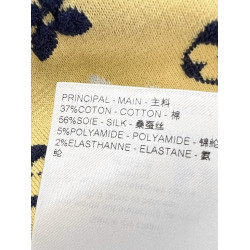 PRINCIPAL - MAIN - 主料
37%COTON - COTTON - 棉
56%SOIE - SILK - 桑蚕丝
5%POLYAMIDE - POLYAMIDE - 锦纶
2%ELASTHANNE - ELASTANE - 氨
纶